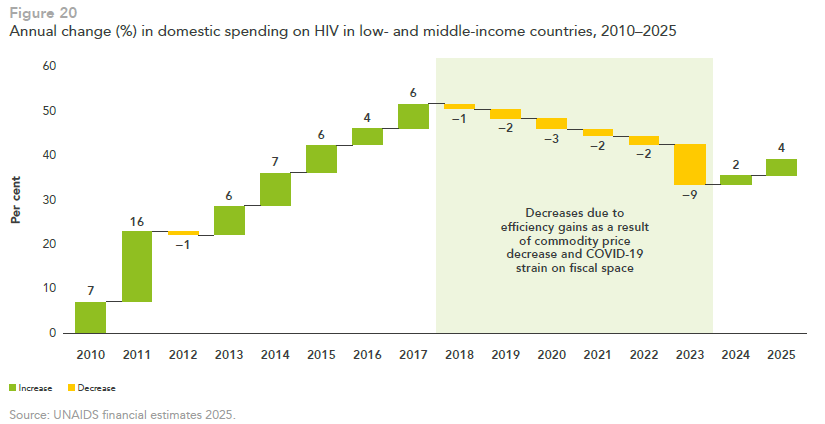 Figure 20
Annual change (%) in domestic spending on HIV in low- and middle-income countries, 2010–2025
60
50
40
30
20
10
0
Per cent
7
16
−1
6
7
6
4
6
−1
−2
−3
−2
−2
−9
2
4
Decreases due to
efficiency gains as a result
of commodity price
decrease and COVID-19
strain on fiscal space
2010 2011 2012 2013 2014 2015 2016 2017 2018 2019 2020 2021 2022 2023 2024 2025
Increase Decrease
Source: UNAIDS financial estimates 2025.